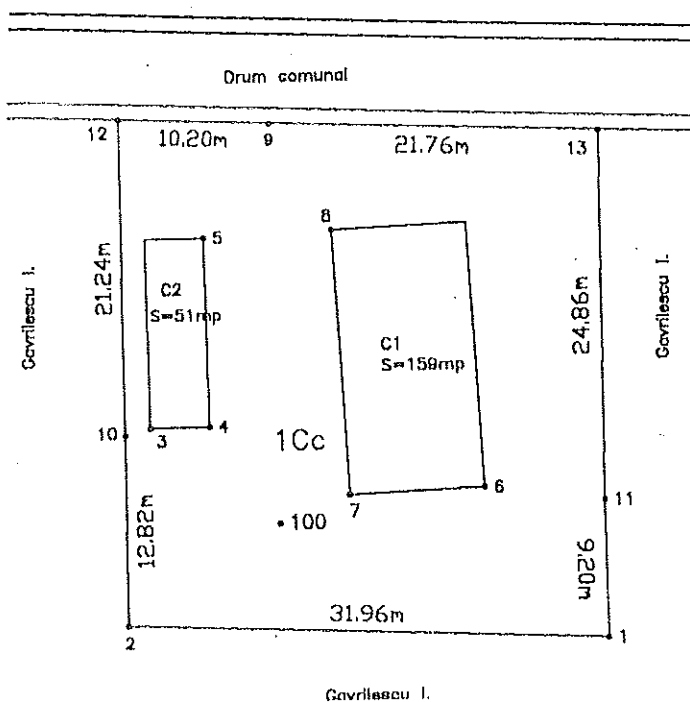 Drum comunal
12
10.20m
9
21.76m
13
8
5
21.24m
Gavrilescu I.
C2
S=51mp
C1
S=159mp
24.86m
Gavrilescu I.
10
3
4
1Cc
6
7
11
100
12.82m
9.20m
31.96m
2
1
Gavrilescu I.